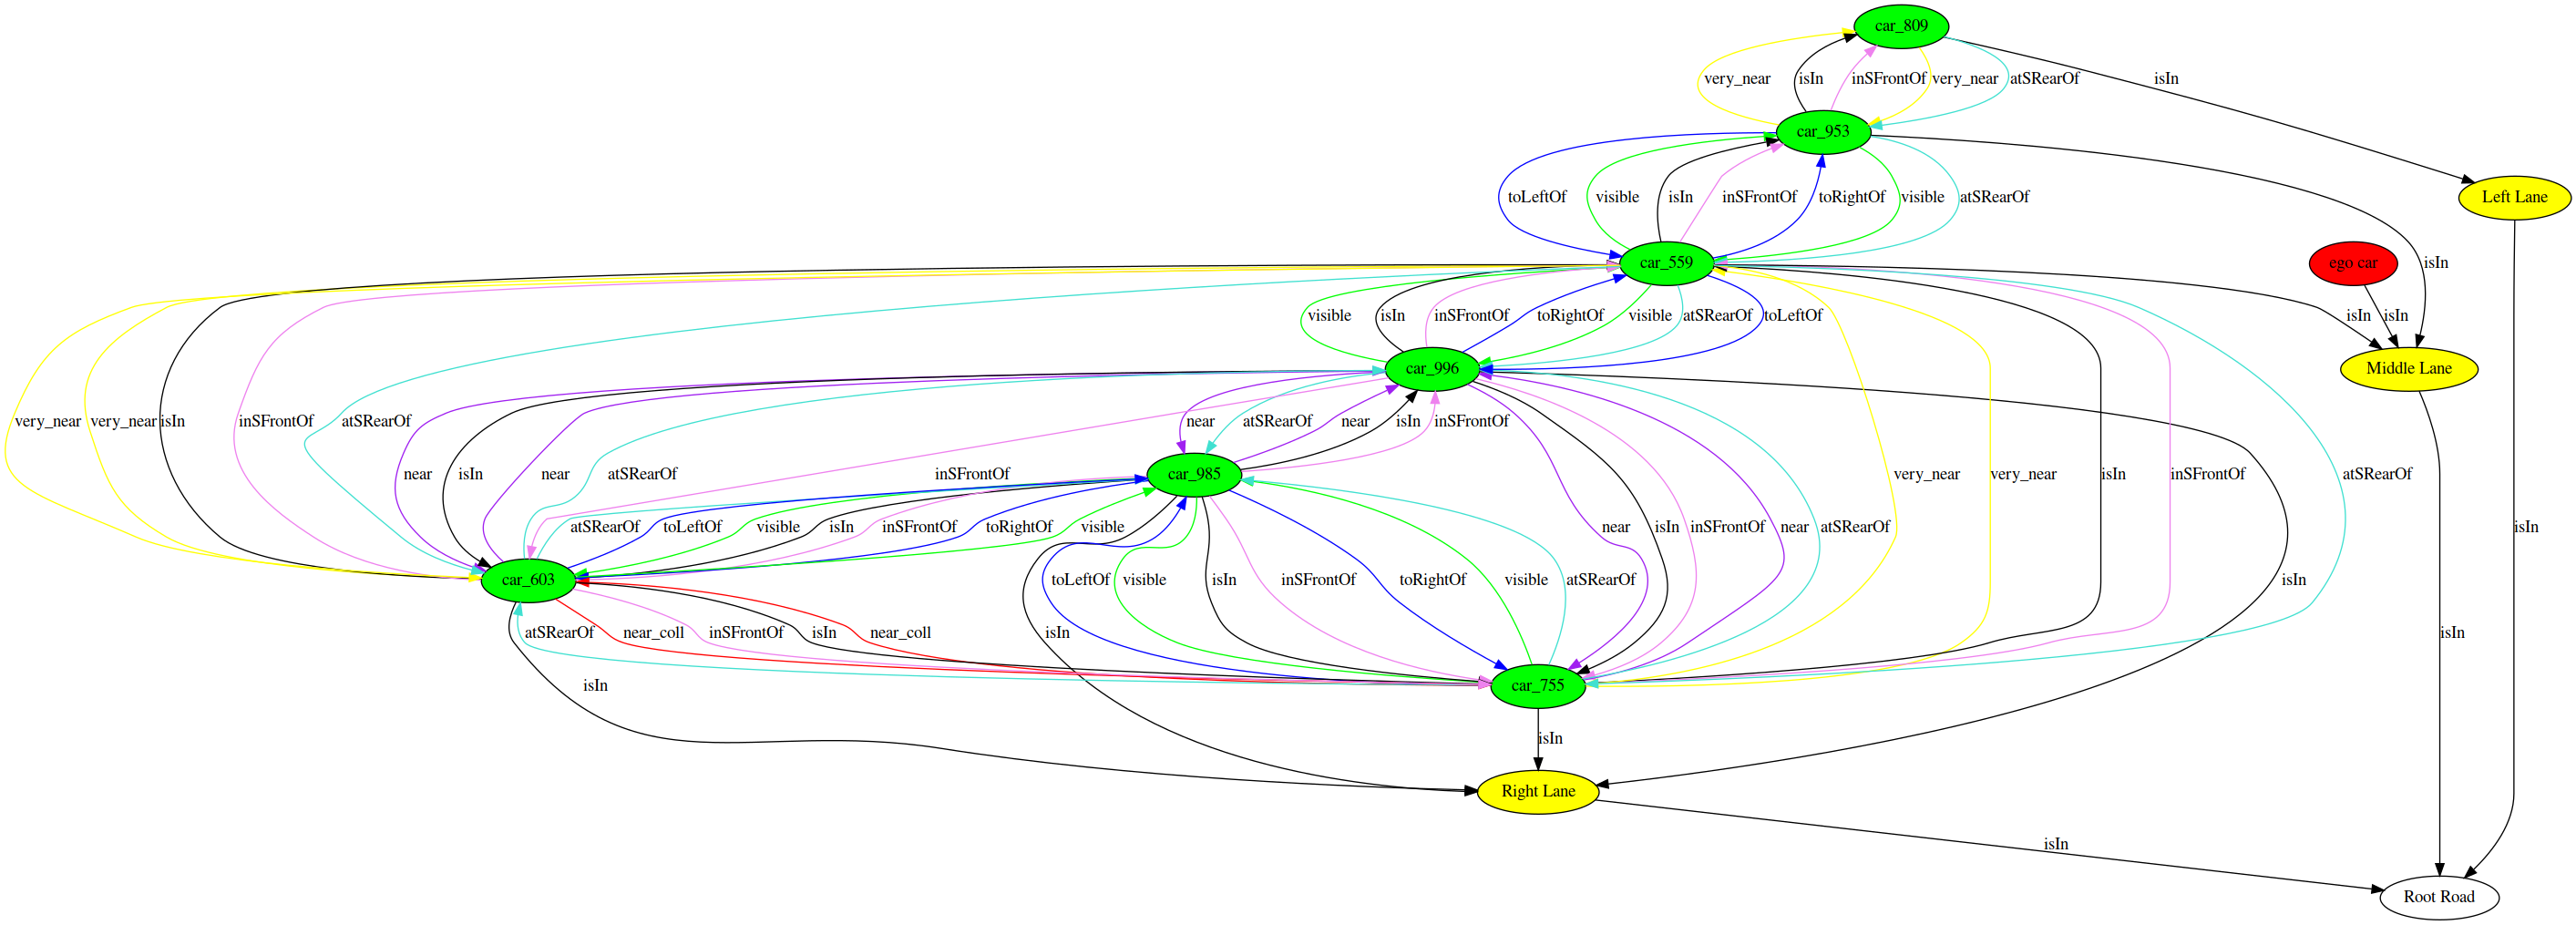 car_809
very_near isIn inSFrontOf very_near atSRearOf isIn
car_953
toLeftOf visible isIn inSFrontOf toRightOf visible atSRearOf Left Lane
car_559 ego car isIn
visible isIn inSFrontOf toRightOf visible atSRearOf toLeftOf isIn isIn
car_996 Middle Lane
very_near very_near isIn inSFrontOf atSRearOf near atSRearOf near isIn inSFrontOf
near isIn near atSRearOf inSFrontOf car_985 very_near very_near isIn inSFrontOf atSRearOf
atSRearOf toLeftOf visible isIn inSFrontOf toRightOf visible near isIn inSFrontOf near atSRearOf isIn
car_603 toLeftOf visible isIn inSFrontOf toRightOf visible atSRearOf isIn
atSRearOf near_coll inSFrontOf isIn near_coll isIn isIn
isIn car_755
isIn
Right Lane
isIn
Root Road